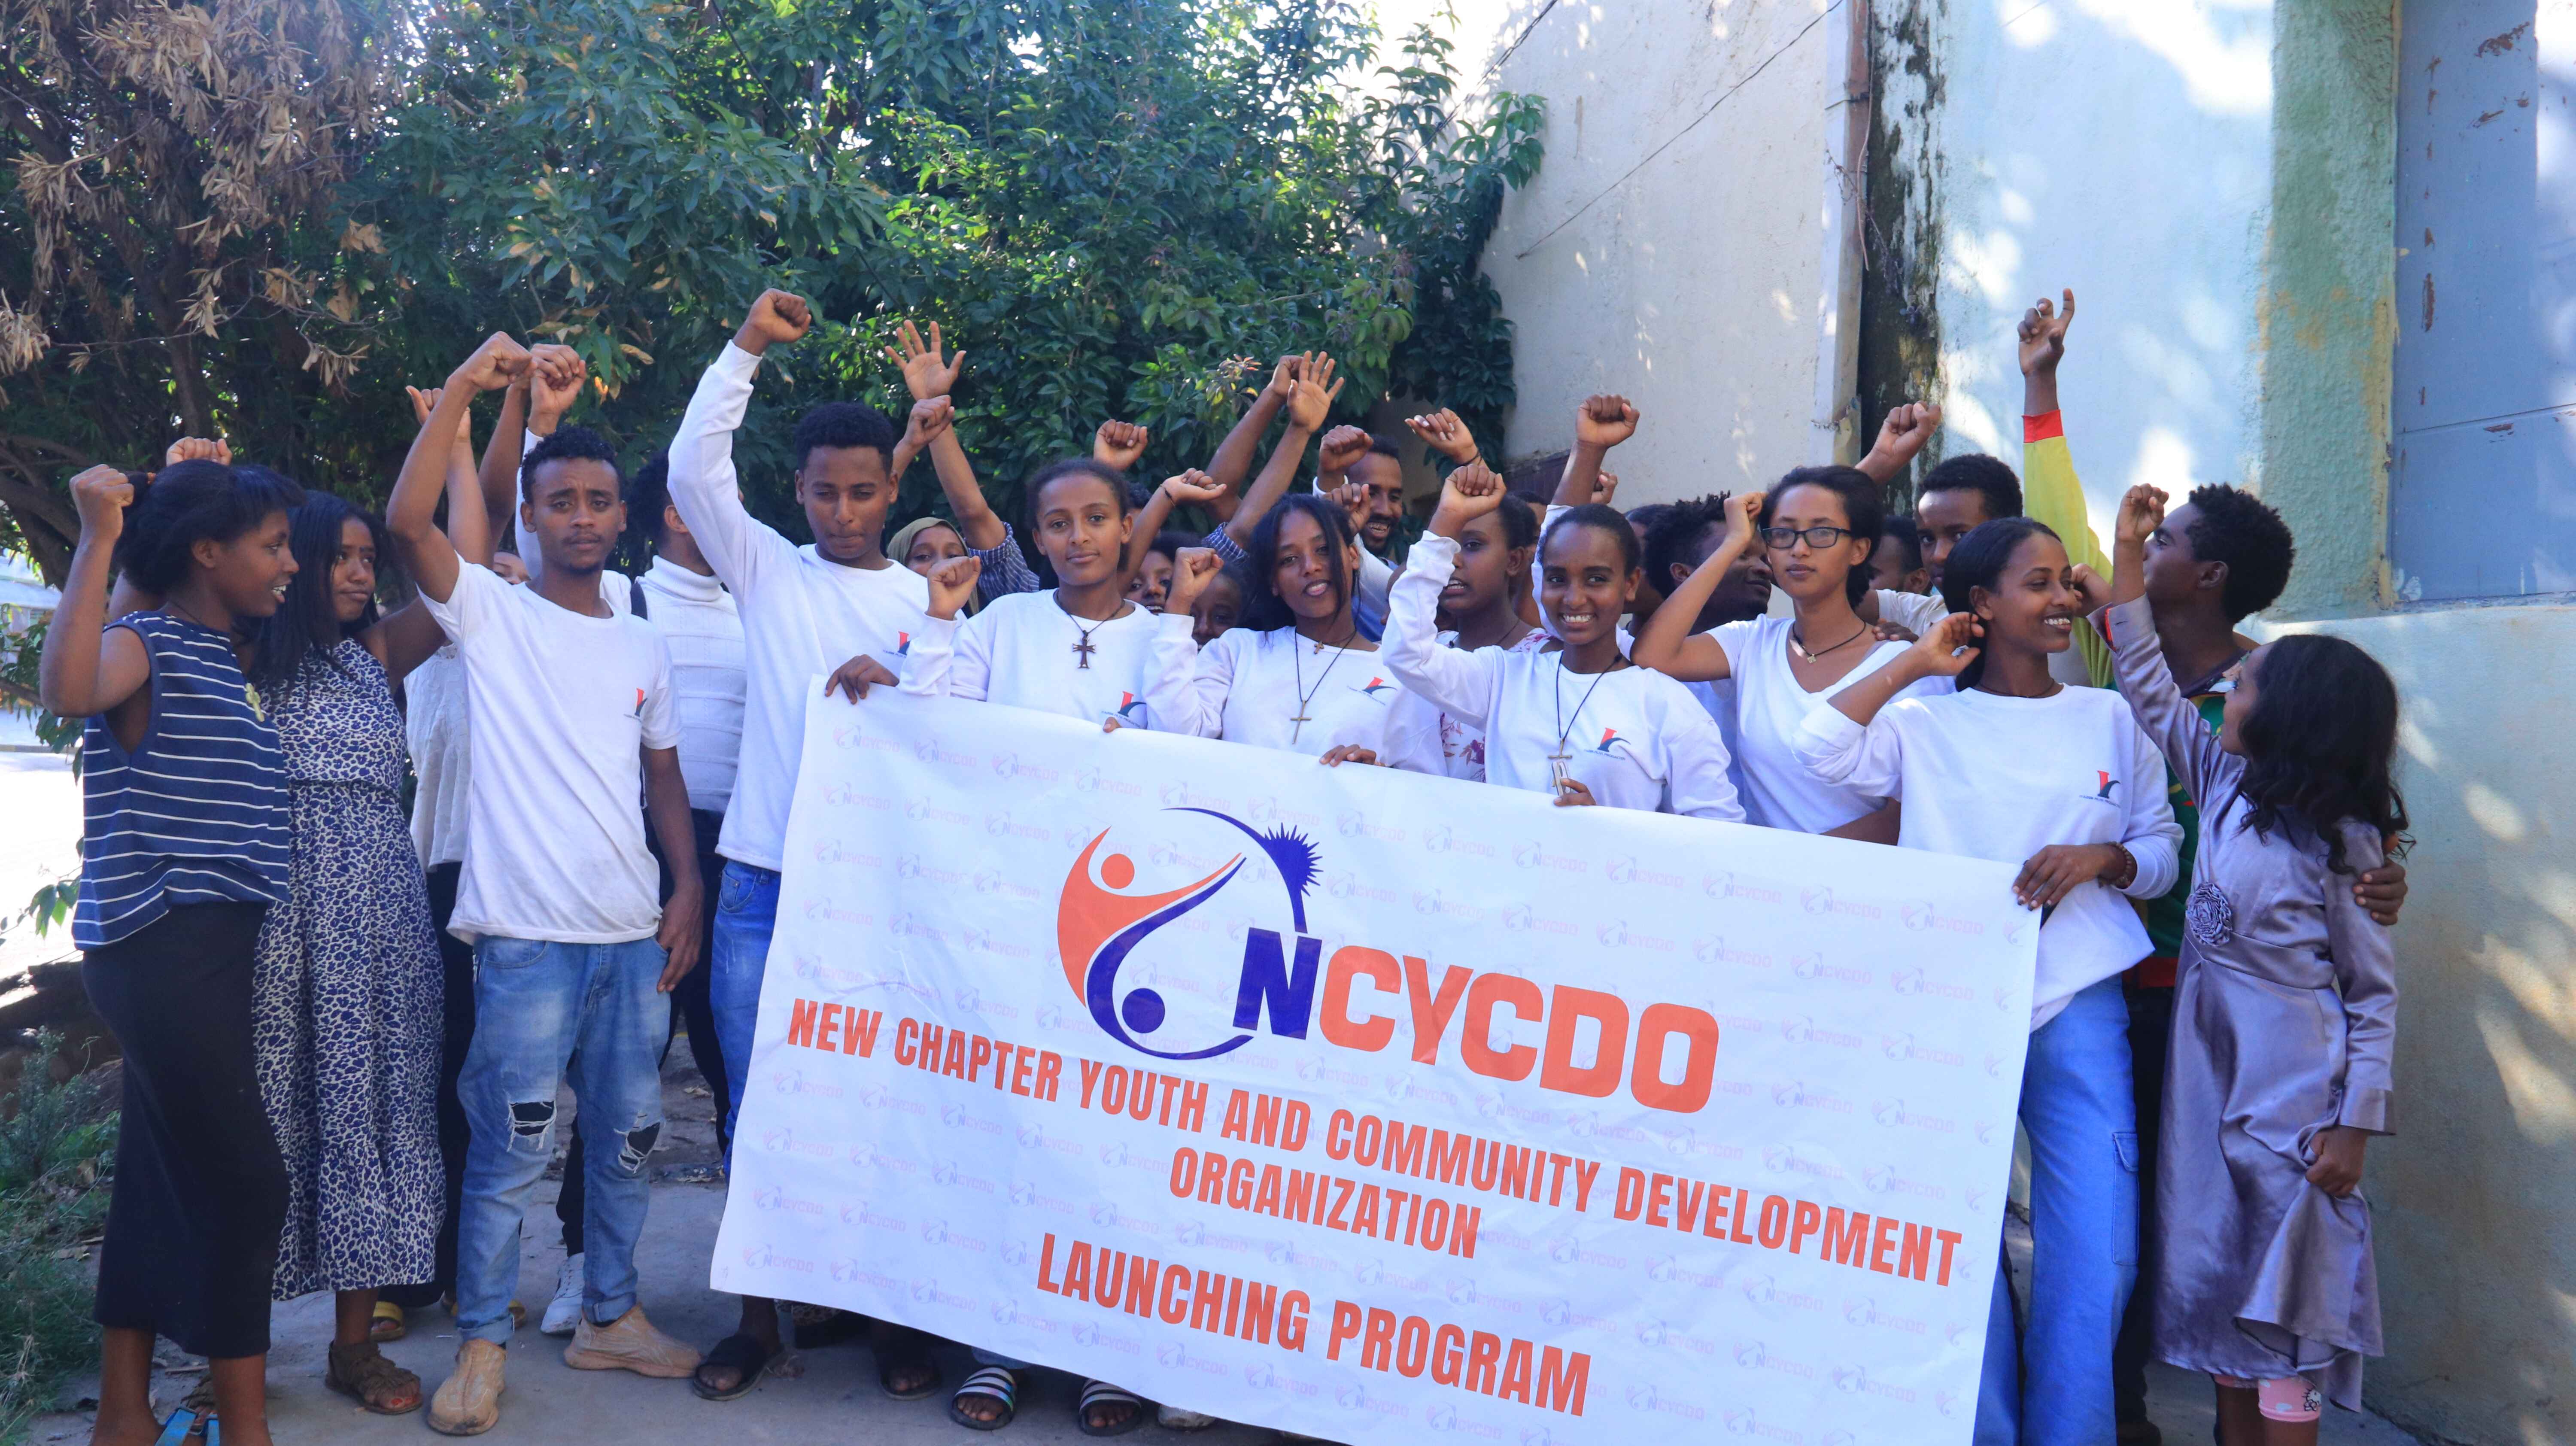 NCYCDO
NEW CHAPTER YOUTH AND COMMUNITY DEVELOPMENT
ORGANIZATION
LAUNCHING PROGRAM